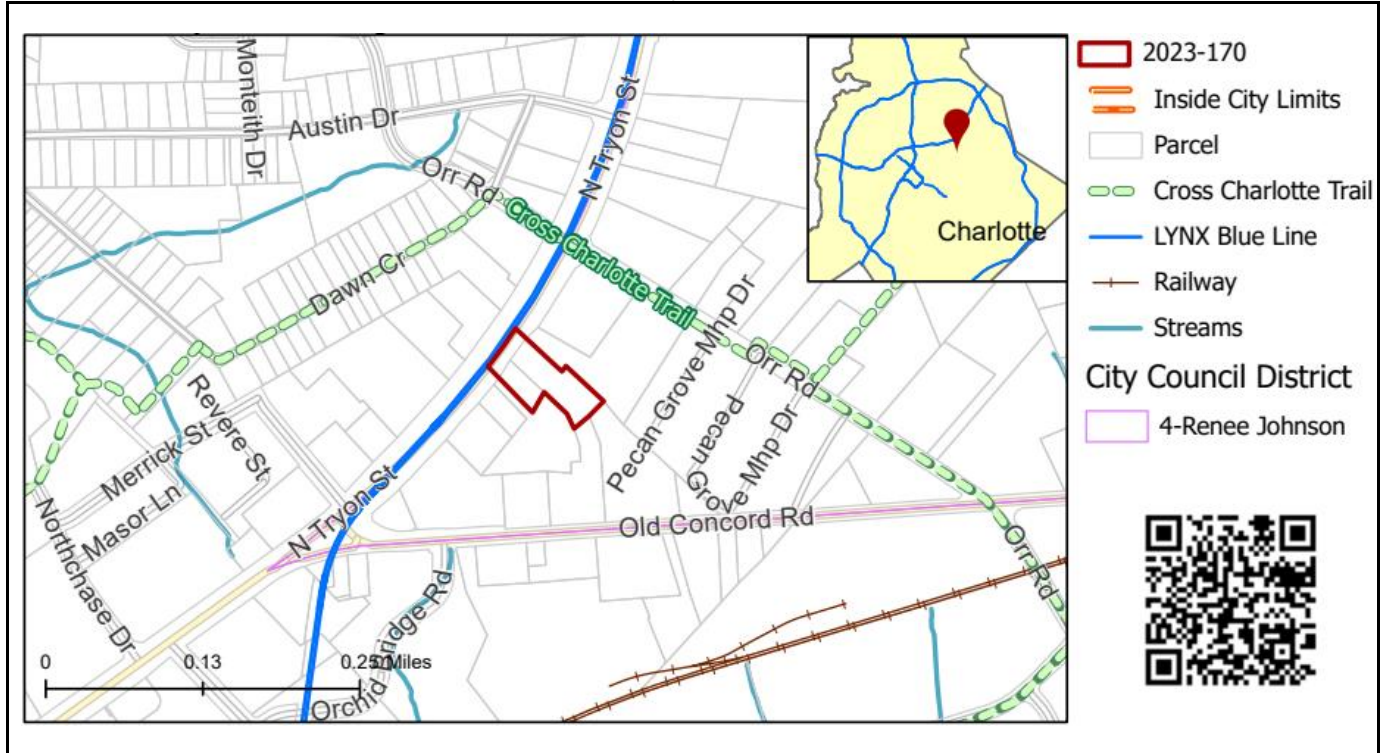 Monteith Dr
Austin Dr
Orr Rd
N Tryon St
Cross Charlotte Trail
Dawn Cr
Pecan Grove Mhp Dr
Orr Rd
Pecan Grove Mhp Dr
Revere St
Merrick St
Masor Ln
Northchase Dr
N Tryon St
Old Concord Rd
Orr Rd
Orchid Bridge Rd
0
0.13
0.25 Miles
Charlotte
2023-170
Inside City Limits
Parcel
Cross Charlotte Trail
LYNX Blue Line
Railway
Streams
City Council District
4-Renee Johnson